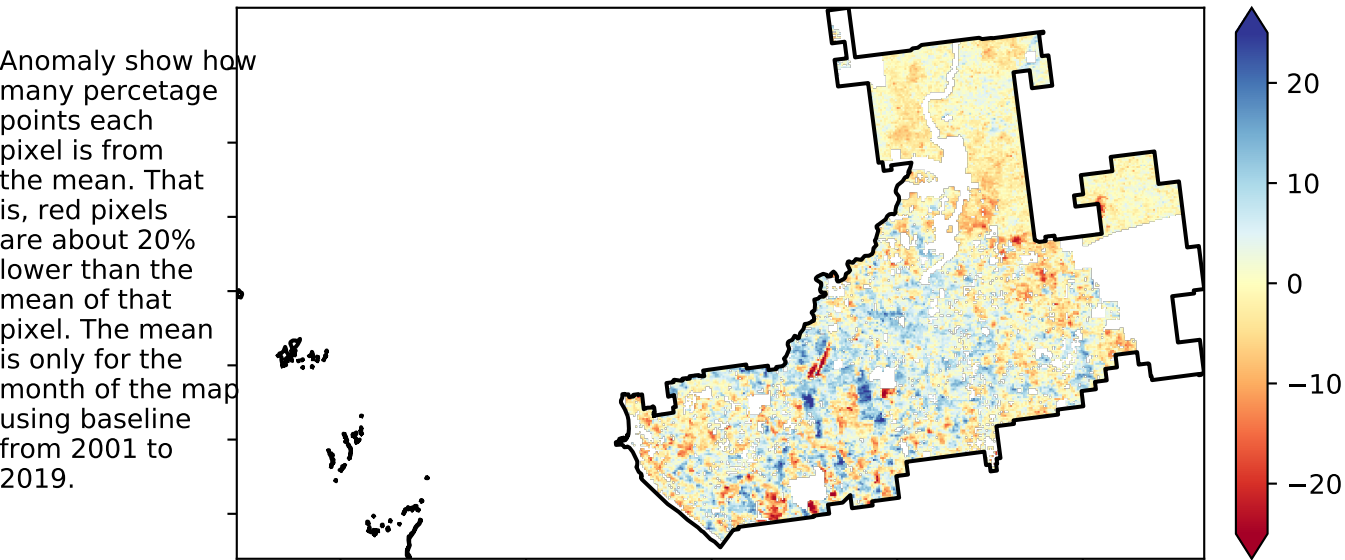 Anomaly show how
many percetage
points each
pixel is from
the mean. That
is, red pixels
are about 20%
lower than the
mean of that
pixel. The mean
is only for the
month of the map
using baseline
from 2001 to
2019.
20
10
0
−10
−20